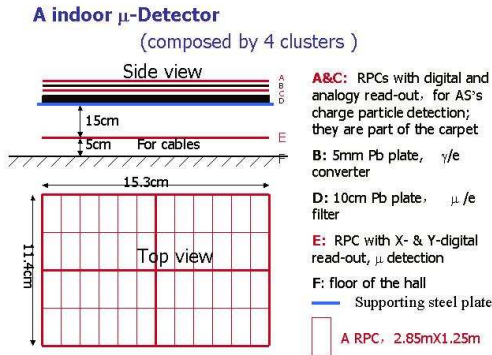 A indoor μ-Detector
(composed by 4 clusters )
Side view
A
B
C
D
15cm
E
5cm For cables
F
15.3cm
11.4cm
Top view
A&C: RPCs with digital and
analogy read-out， for AS's
charge particle detection;
they are part of the carpet
B: 5mm Pb plate， γ/e
converter
D: 10cm Pb plate， μ /e
filter
E: RPC with X- & Y-digital
read-out, μ detection
F: floor of the hall
Supporting steel plate
A RPC， 2.85mX1.25m